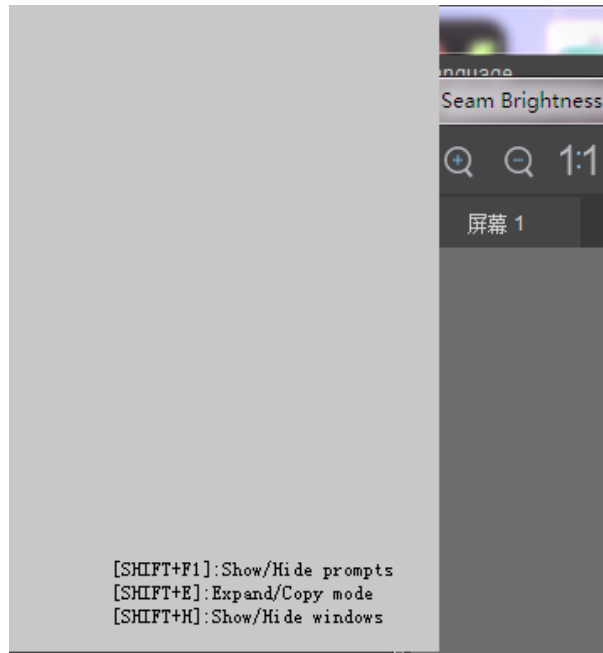 Seam Brightness
1:1
屏幕 1
[SHIFT+F1]:Show/Hide prompts
[SHIFT+E]:Expand/Copy mode
[SHIFT+H]:Show/Hide windows